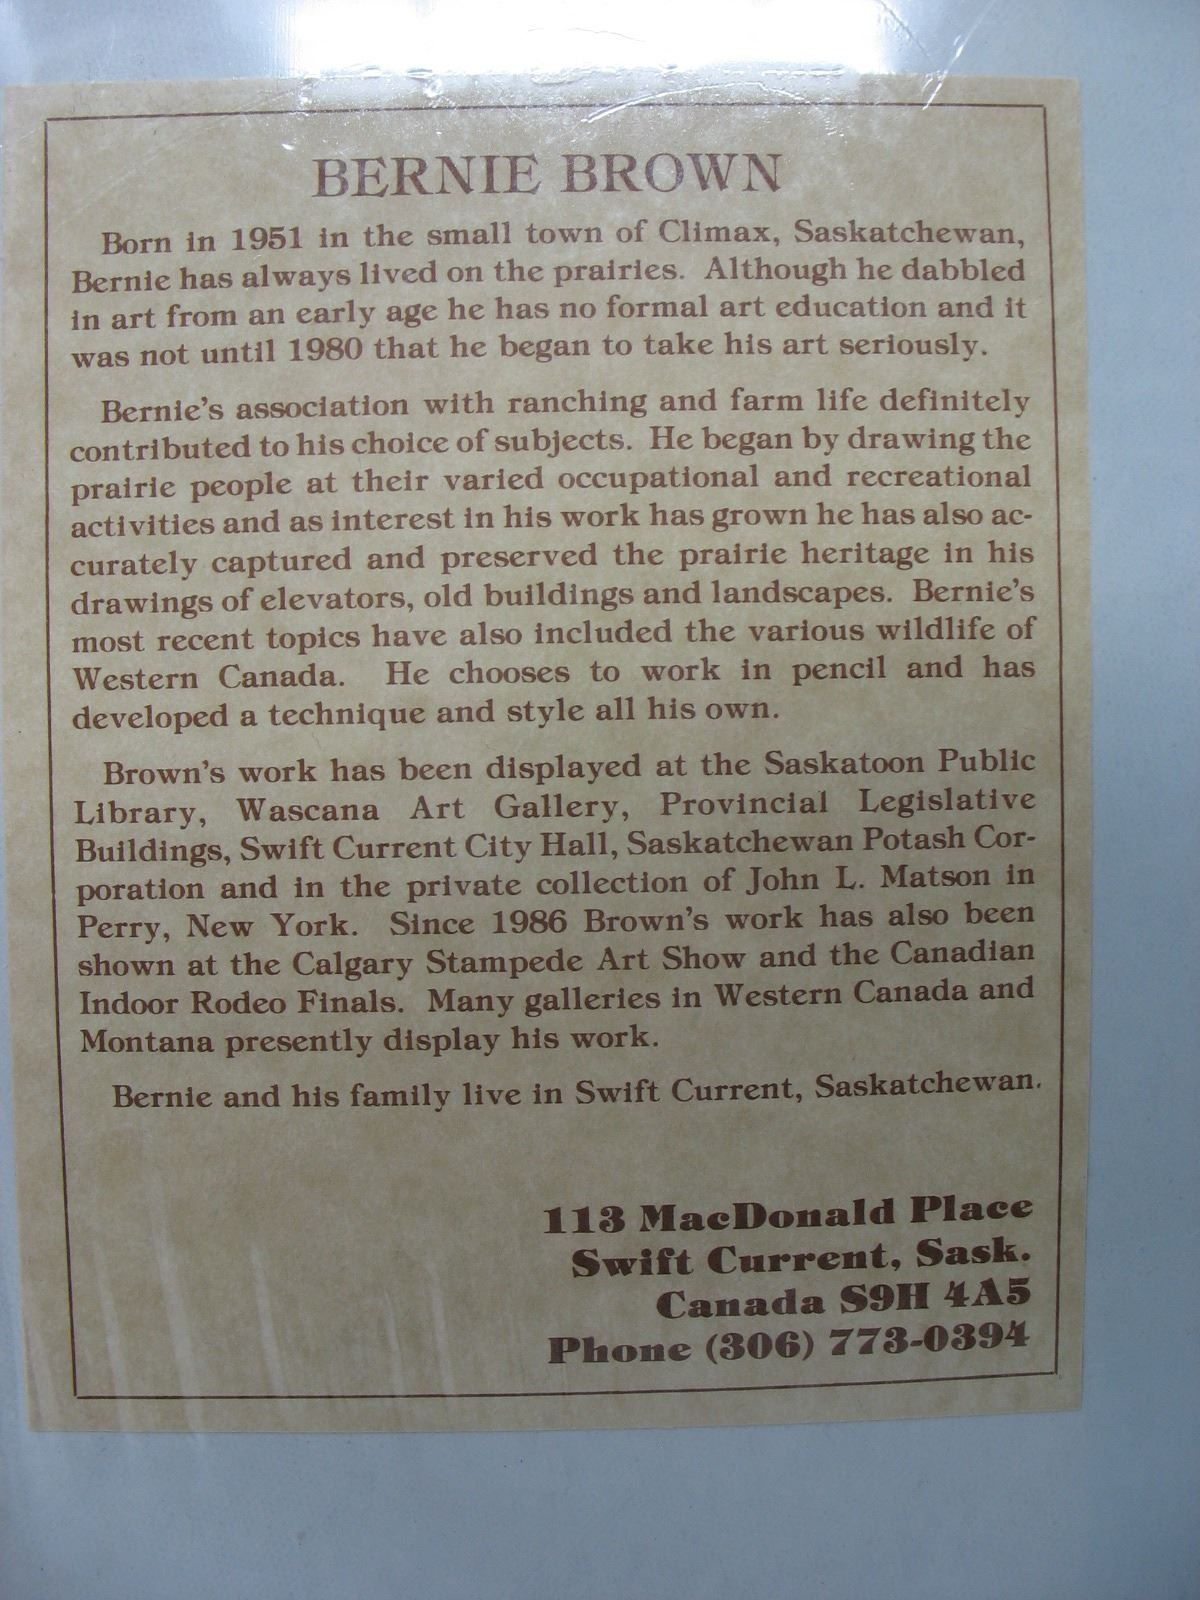 BERNIE BROWN
Born in 1951 in the small town of Climax, Saskatchewan,
Bernie has always lived on the prairies. Although he dabbled
in art from an early age he has no formal art education and it
was not until 1980 that he began to take his art seriously.
Bernie's association with ranching and farm life definitely
contributed to his choice of subjects. He began by drawing the
prairie people at their varied occupational and recreational
activities and as interest in his work has grown he has also ac-
curately captured and preserved the prairie heritage in his
drawings of elevators, old buildings and landscapes. Bernie's
most recent topics have also included the various wildlife of
Western Canada. He chooses to work in pencil and has
developed a technique and style all his own.
Brown's work has been displayed at the Saskatoon Public
Library, Wascana Art Gallery, Provincial Legislative
Buildings, Swift Current City Hall, Saskatchewan Potash Cor-
poration and in the private collection of John L. Matson in
Perry, New York. Since 1986 Brown's work has also been
shown at the Calgary Stampede Art Show and the Canadian
Indoor Rodeo Finals. Many galleries in Western Canada and
Montana presently display his work.
Bernie and his family live in Swift Current, Saskatchewan.
113 MacDonald Place
Swift Current, Sask.
Canada S9H 4A5
Phone (306) 773-0394